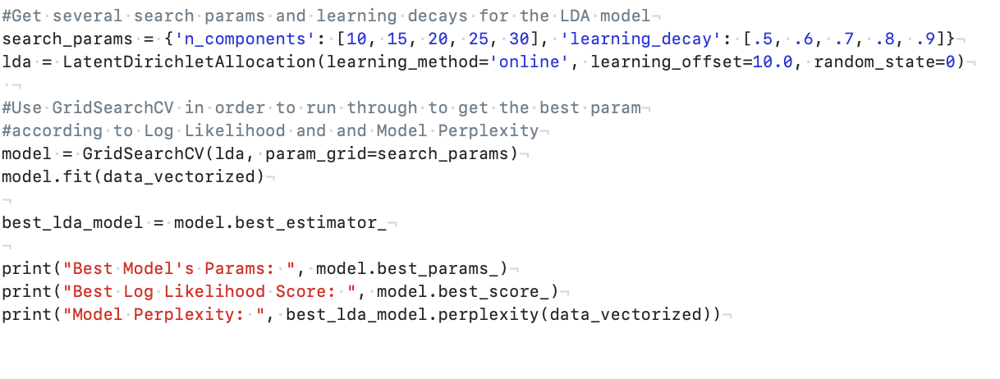 #Get several search params and learning decays for the LDA model
search_params = {'n_components': [10, 15, 20, 25, 30], 'learning_decay': [.5, .6, .7, .8, .9]}
lda = LatentDirichletAllocation(learning_method='online', learning_offset=10.0, random_state=0)
#Use GridSearchCV in order to run through to get the best param
#according to Log Likelihood and and Model Perplexity
model = GridSearchCV(lda, param_grid=search_params)
model.fit(data_vectorized)
best_lda_model = model.best_estimator_
print("Best Model's Params: ", model.best_params_)
print("Best Log Likelihood Score: ", model.best_score_)
print("Model Perplexity: ", best_lda_model.perplexity(data_vectorized))